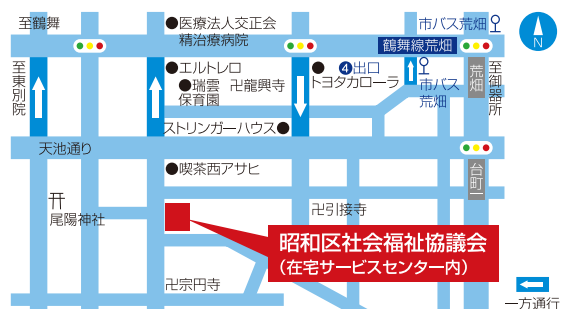 至鶴舞
医療法人交正会
精治療病院
市バス荒畑
鶴舞線荒畑
N
至東別院
エルトレロ
瑞雲
保育園
卍龍興寺
4出口
トヨタカローラ
市バス
荒畑
荒畑
至御器所
ストリンガーハウス
天池通り
喫茶西アサヒ
台町一
尾陽神社
卍引接寺
昭和区社会福祉協議会
(在宅サービスセンター内)
卍宗円寺
一方通行